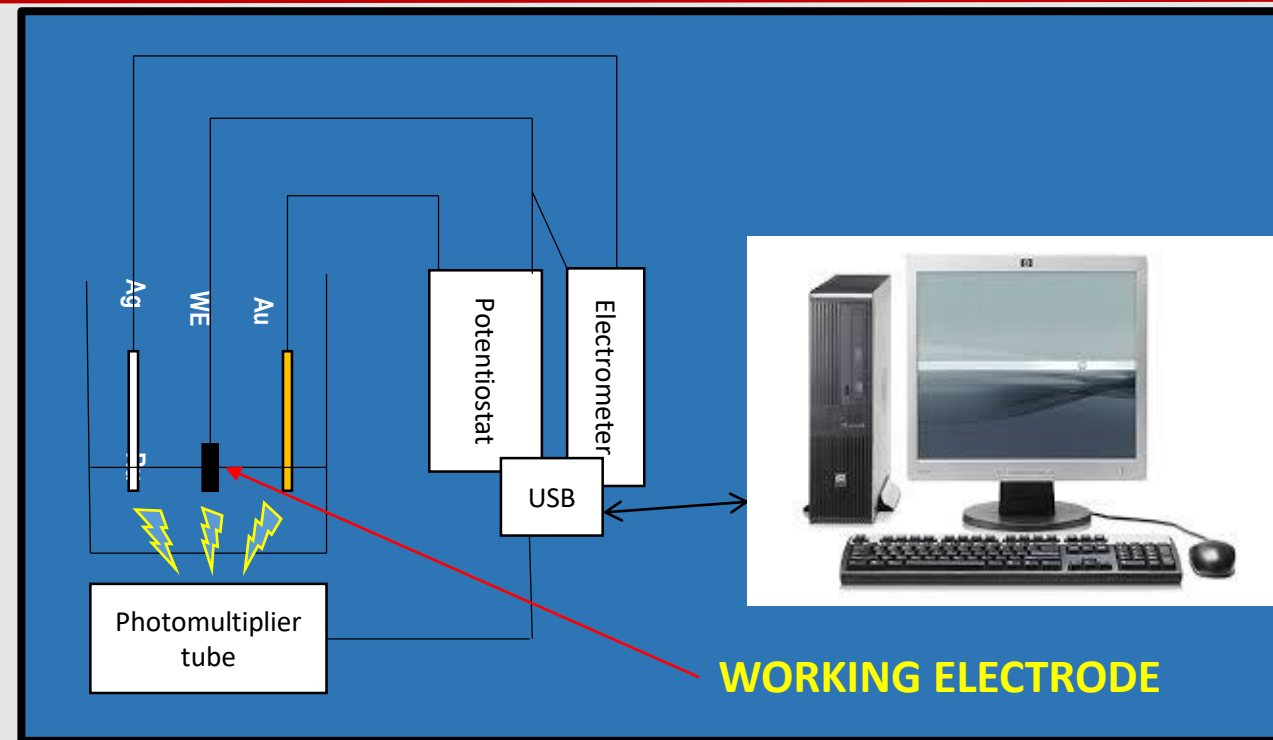 Ag
WE
Au
Potentiostat
Electrometer
USB
Photomultiplier
tube
WORKING ELECTRODE